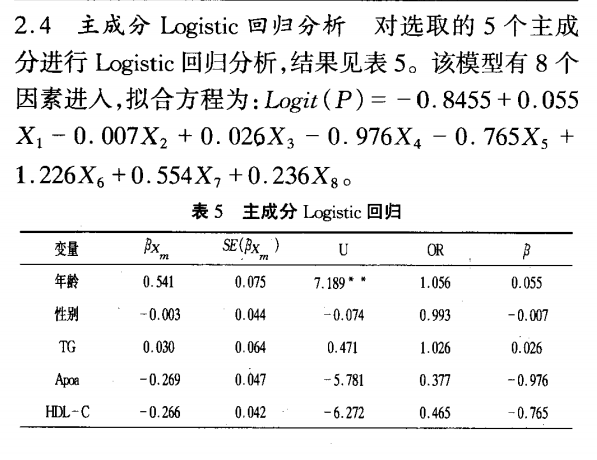 2.4 主成分 Logistic 回归分析 对选取的 5 个主成
分进行 Logistic 回归分析,结果见表 5。该模型有 8 个
因素进入,拟合方程为:Logit(P) = -0.8455+0.055
X₁-0.007X₂+0.026X₃-0.976X₄-0.765X₅+
1.226X₆+0.554X₇+0.236X₈。
表 5 主成分 Logistic 回归
变量 βXₘ SE(βXₘ) U OR β
年龄 0.541 0.075 7.189** 1.056 0.055
性别 -0.003 0.044 -0.074 0.993 -0.007
TG 0.030 0.064 0.471 1.026 0.026
Apoa -0.269 0.047 -5.781 0.377 -0.976
HDL-C -0.266 0.042 -6.272 0.465 -0.765